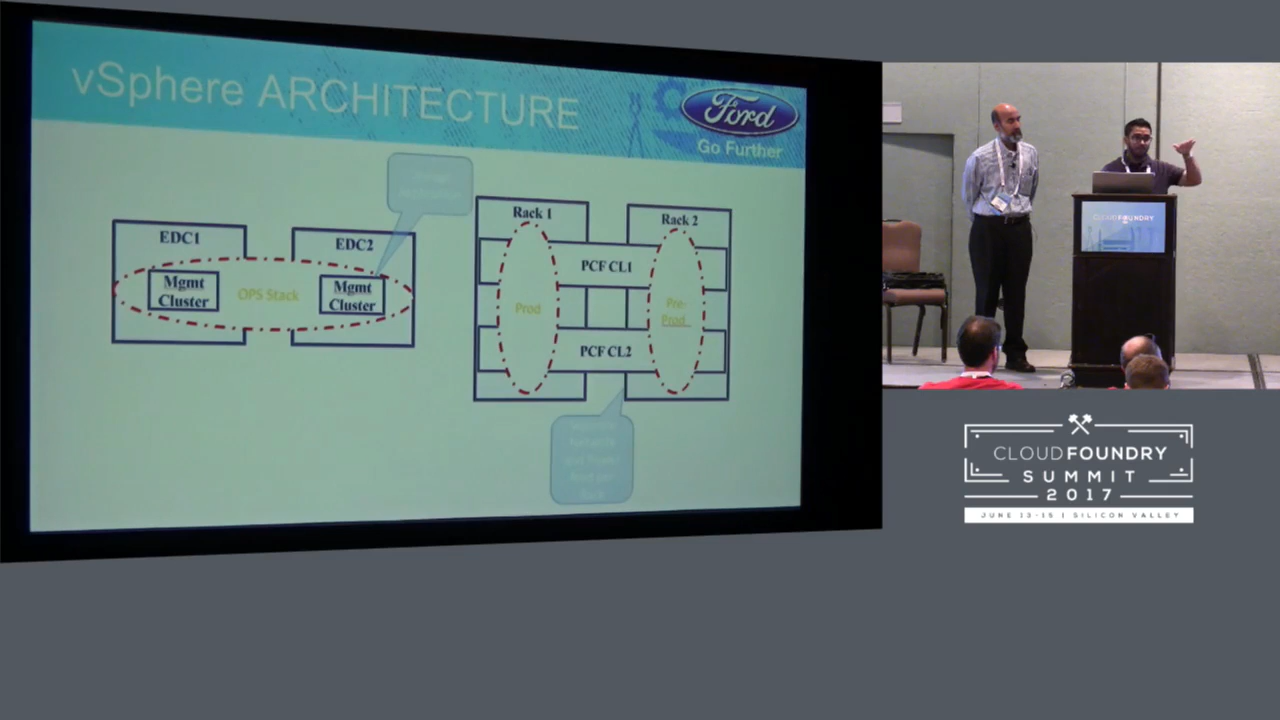 vSphere ARCHITECTURE
Ford
Go Further
EDC1
EDC2
Mgmt
Cluster
OPS Stack
Mgmt
Cluster
Rack 1
Rack 2
PCF CL1
Prod
Pre-
Prod
PCF CL2
CLOUD FOUNDRY
CLOUD FOUNDRY
SUMMIT
2017
JUNE 13-15 | SILICON VALLEY